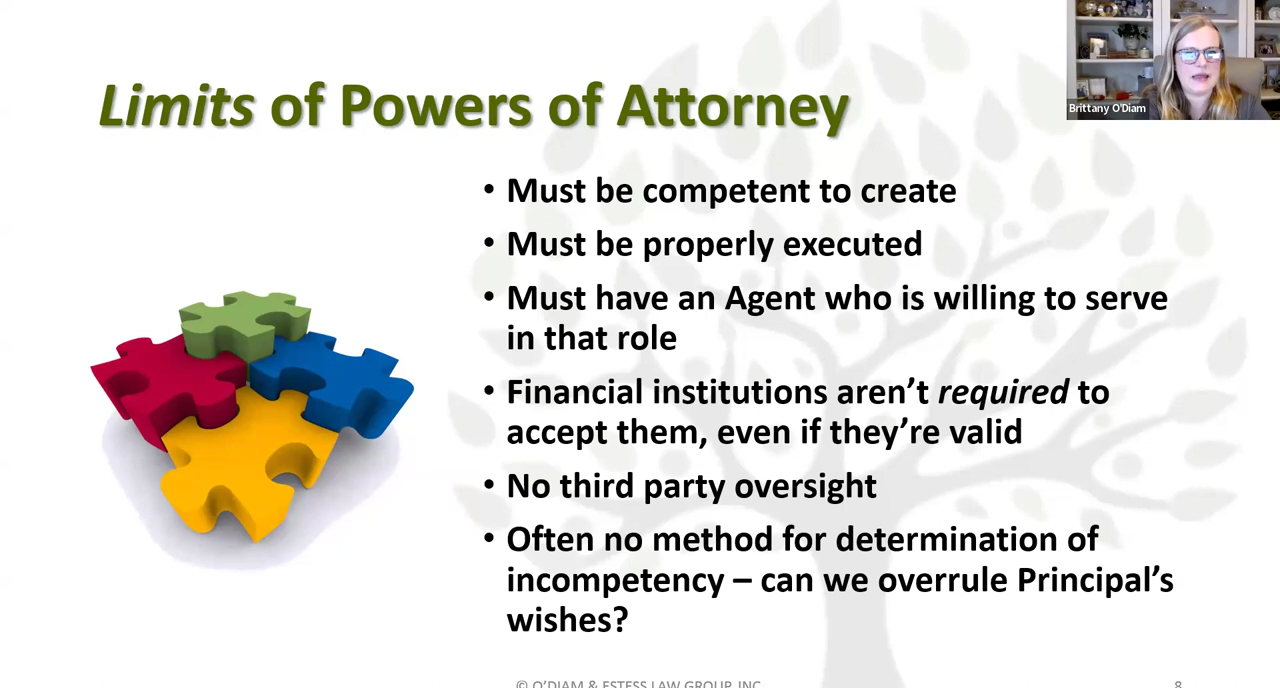 Brittany O'Diam
Limits of Powers of Attorney
• Must be competent to create
• Must be properly executed
• Must have an Agent who is willing to serve
in that role
• Financial institutions aren’t required to
accept them, even if they’re valid
• No third party oversight
• Often no method for determination of
incompetency – can we overrule Principal’s
wishes?
© O’DIAM & ESTESS LAW GROUP, INC.
8